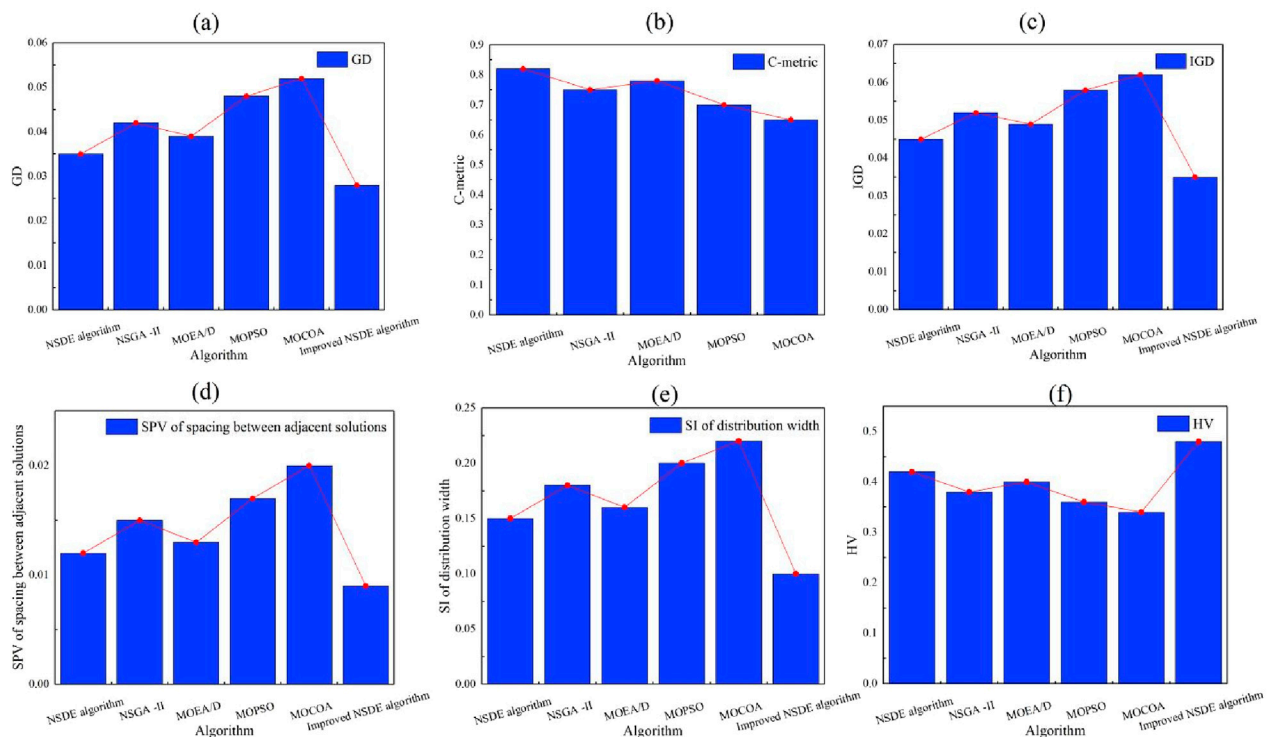 (a)
0.06
0.05
0.04
0.03
0.02
0.01
0.00
GD
GD
NSDE algorithm
NSGA -II
MOEA/D
MOPSO
MOCOA
Improved NSDE algorithm
Algorithm
(b)
0.9
0.8
0.7
0.6
0.5
0.4
0.3
0.2
0.1
0.0
C-metric
C-metric
NSDE algorithm
NSGA -II
MOEA/D
MOPSO
MOCOA
Algorithm
(c)
0.07
0.06
0.05
0.04
0.03
0.02
0.01
0.00
IGD
IGD
NSDE algorithm
NSGA -II
MOEA/D
MOPSO
MOCOA
Improved NSDE algorithm
Algorithm
(d)
0.02
0.01
0.00
SPV of spacing between adjacent solutions
SPV of spacing between adjacent solutions
NSDE algorithm
NSGA -II
MOEA/D
MOPSO
MOCOA
Improved NSDE algorithm
Algorithm
(e)
0.25
0.20
0.15
0.10
0.05
0.00
SI of distribution width
SI of distribution width
NSDE algorithm
NSGA -II
MOEA/D
MOPSO
MOCOA
Improved NSDE algorithm
Algorithm
(f)
0.5
0.4
0.3
0.2
0.1
0.0
HV
HV
NSDE algorithm
NSGA -II
MOEA/D
MOPSO
MOCOA
Improved NSDE algorithm
Algorithm